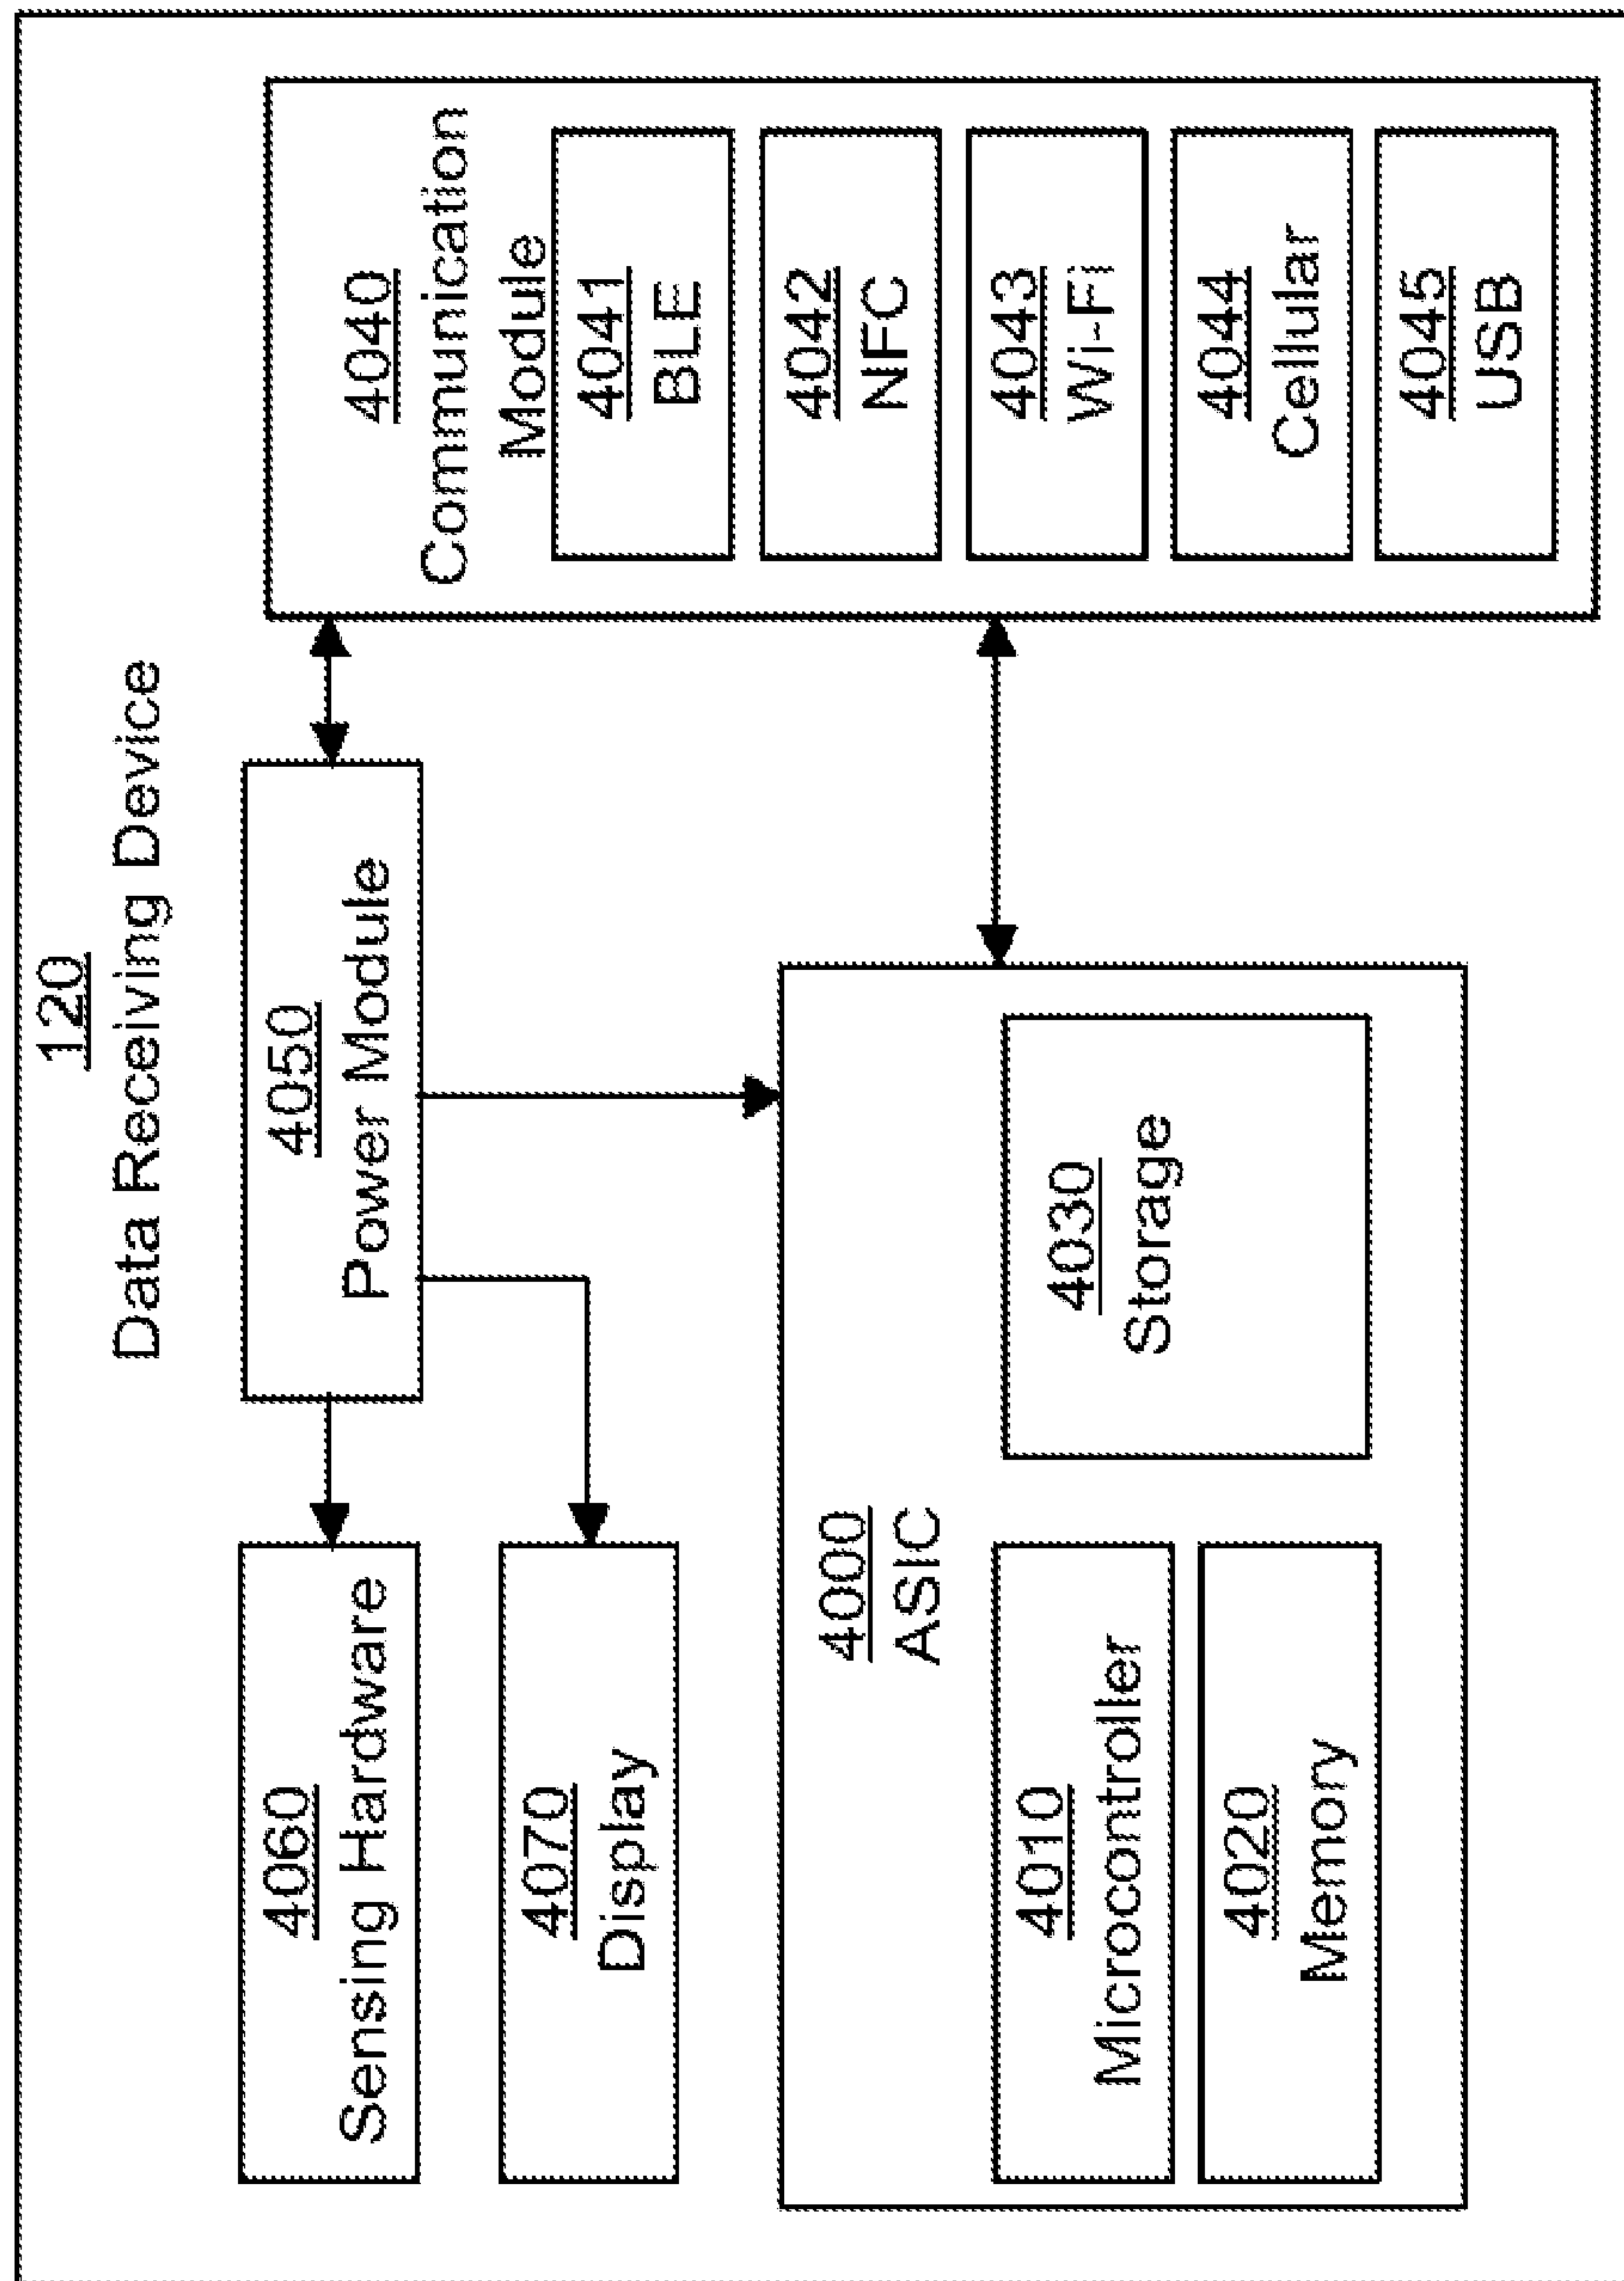 120
Data Receiving Device
4060
Sensing Hardware
4050
Power Module
4070
Display
4000
ASIC
4010
Microcontroller
4020
Memory
4030
Storage
4040
Communication
Module
4041
BLE
4042
NFC
4043
Wi-Fi
4044
Cellular
4045
USB